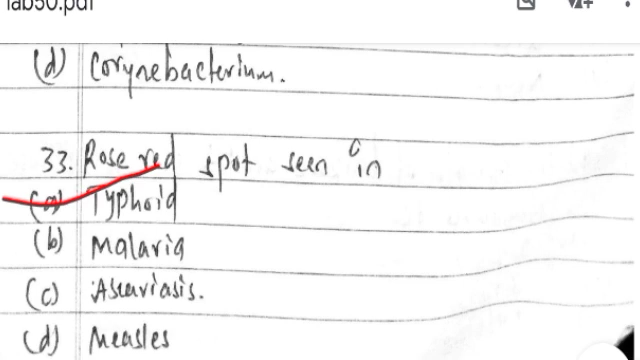 lab50.pdf
(d) Corynebacterium.
33. Rose red spot seen in
(a) Typhoid
(b) Malaria
(c) Ascariasis.
(d) Measles